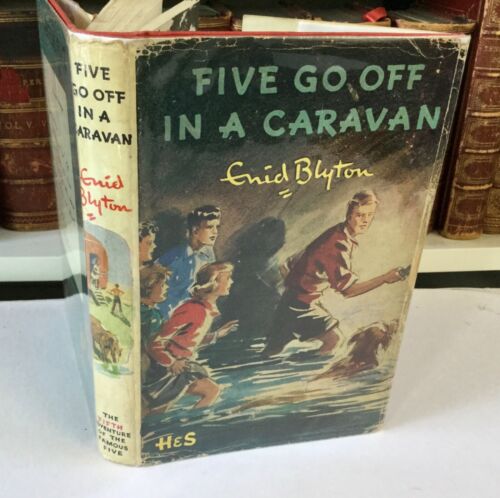 FIVE
GO OFF
IN A
CARAVAN
Enid
Blyton
THE
FIFTH
ADVENTURE
OF THE
FAMOUS
FIVE
FIVE GO OFF
IN A CARAVAN
Enid Blyton
H&S